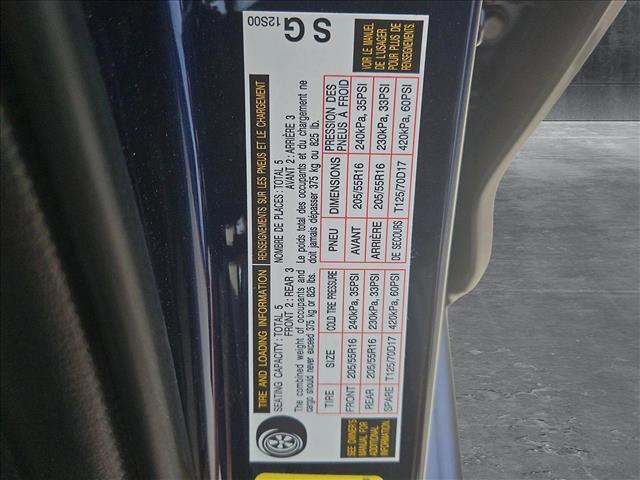 TIRE AND LOADING INFORMATION
SEATING CAPACITY: TOTAL 5
FRONT 2: REAR 3
The combined weight of occupants and
cargo should never exceed 375 kg or 825 lbs.
TIRE SIZE COLD TIRE PRESSURE
FRONT 205/55R16 240kPa, 35PSI
REAR 205/55R16 230kPa, 33PSI
SPARE T125/70D17 420kPa, 60PSI
SEE OWNER'S
MANUAL FOR
ADDITIONAL
INFORMATION.
RENSEIGNEMENTS SUR LES PNEUS ET LE CHARGEMENT
NOMBRE DE PLACES: TOTAL 5
AVANT 2: ARRIÈRE 3
Le poids total des occupants et du chargement ne
doit jamais dépasser 375 kg ou 825 lb.
PNEU DIMENSIONS PRESSION DES
PNEUS À FROID
AVANT 205/55R16 240kPa, 35PSI
ARRIÈRE 205/55R16 230kPa, 33PSI
DE SECOURS T125/70D17 420kPa, 60PSI
VOIR LE MANUEL
DE L'USAGER
POUR PLUS DE
RENSEIGNEMENTS.
12S00
S G